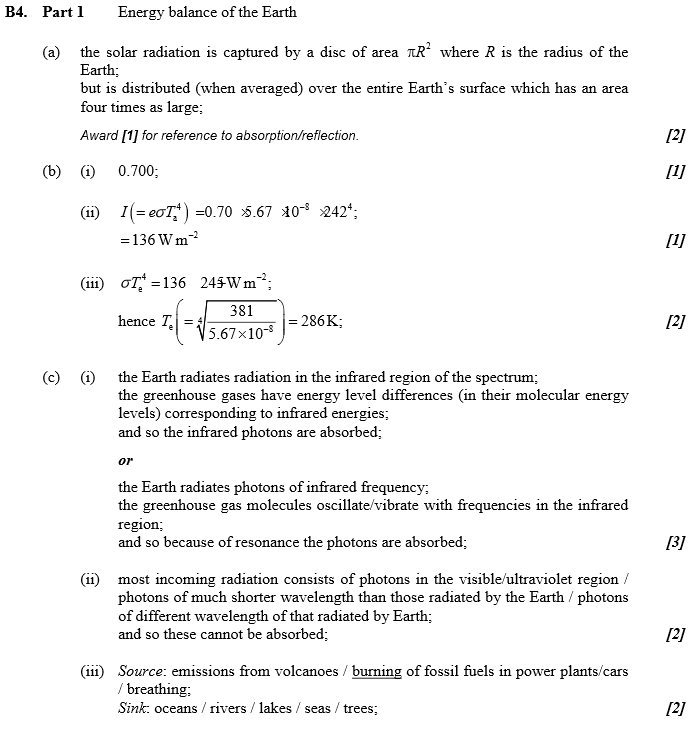 B4. Part 1 Energy balance of the Earth
(a) the solar radiation is captured by a disc of area πR² where R is the radius of the
Earth;
but is distributed (when averaged) over the entire Earth's surface which has an area
four times as large;
Award [1] for reference to absorption/reflection. [2]
(b) (i) 0.700; [1]
(ii) I(= eσTₐ⁴) =0.70 ×5.67 ×10⁻⁸ ×242⁴;
=136 W m⁻² [1]
(iii) σTₑ⁴ =136 245 W m⁻²;
hence Tₑ(= ⁴√(381 / 5.67×10⁻⁸)) = 286 K; [2]
(c) (i) the Earth radiates radiation in the infrared region of the spectrum;
the greenhouse gases have energy level differences (in their molecular energy
levels) corresponding to infrared energies;
and so the infrared photons are absorbed;
or
the Earth radiates photons of infrared frequency;
the greenhouse gas molecules oscillate/vibrate with frequencies in the infrared
region;
and so because of resonance the photons are absorbed; [3]
(ii) most incoming radiation consists of photons in the visible/ultraviolet region /
photons of much shorter wavelength than those radiated by the Earth / photons
of different wavelength of that radiated by Earth;
and so these cannot be absorbed; [2]
(iii) Source: emissions from volcanoes / burning of fossil fuels in power plants/cars
/ breathing;
Sink: oceans / rivers / lakes / seas / trees; [2]